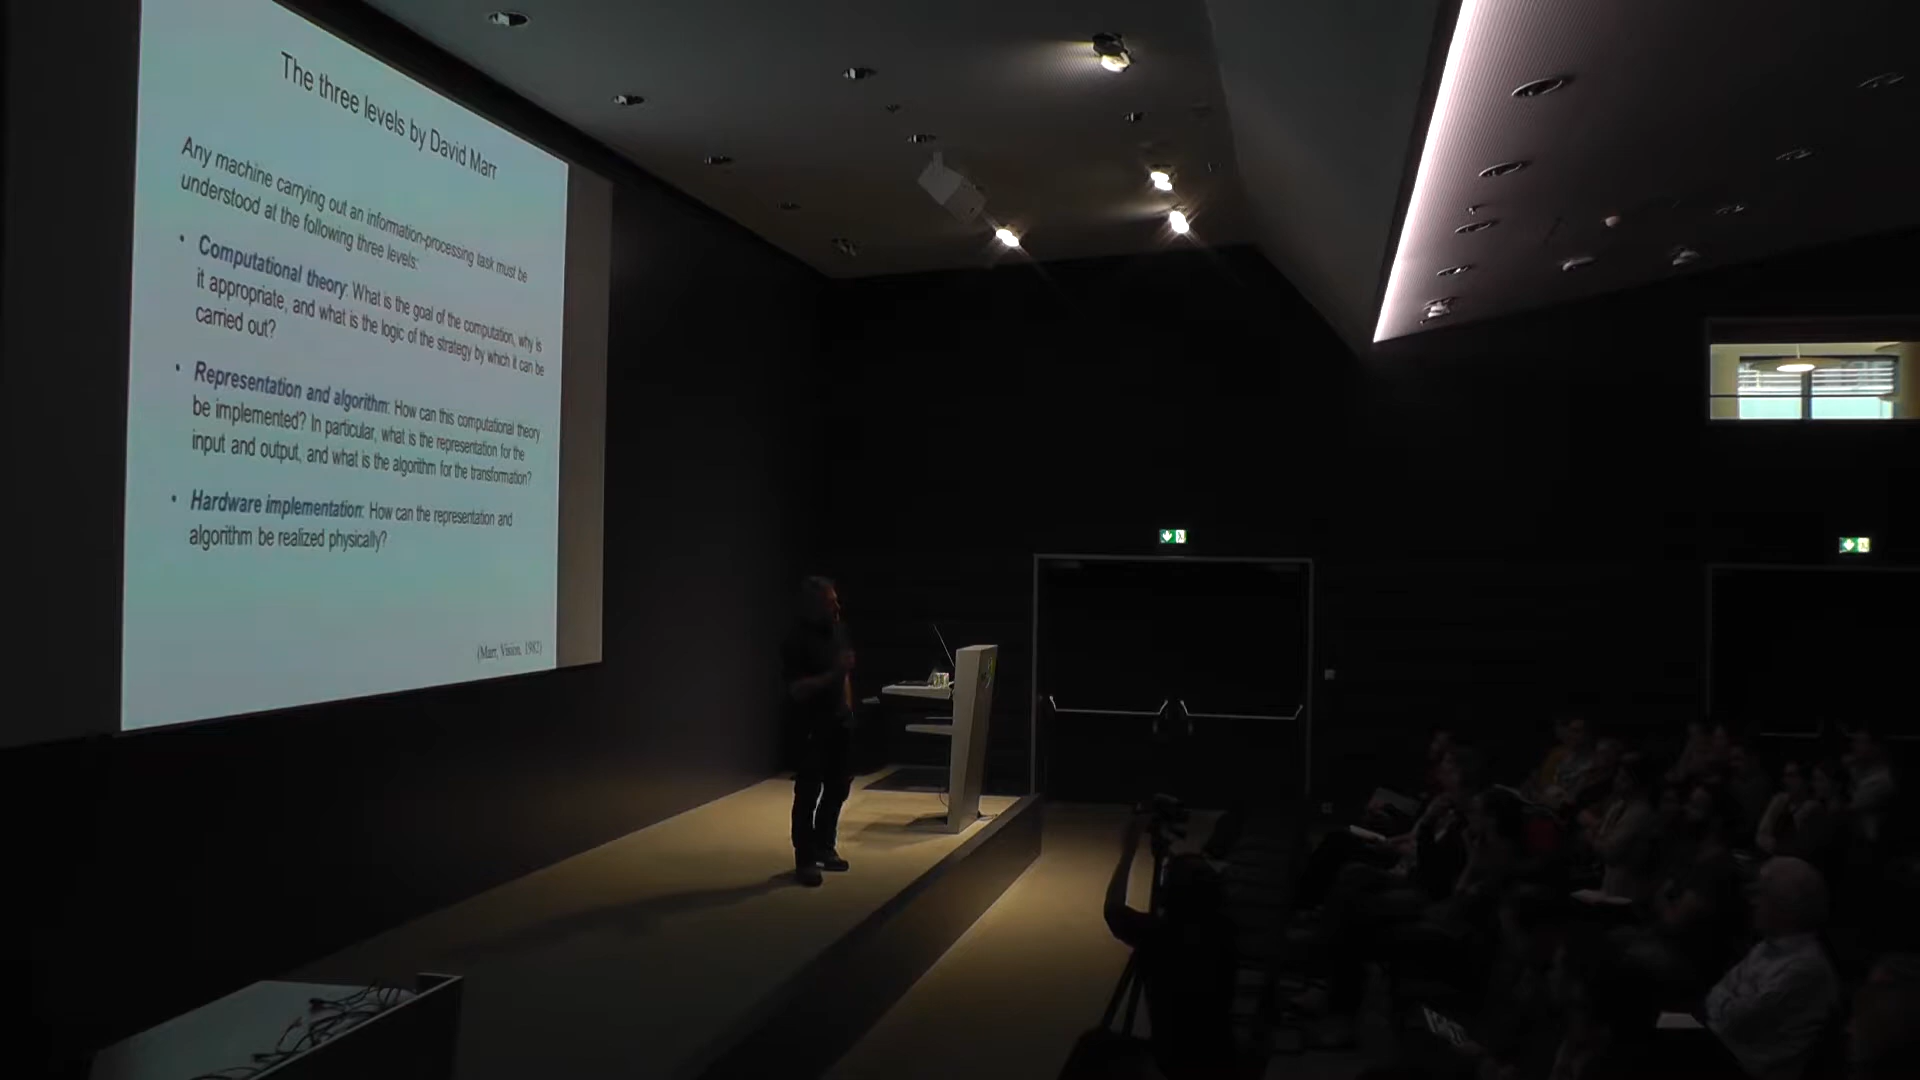 The three levels by David Marr
Any machine carrying out an information-processing task must be
understood at the following three levels:
• Computational theory: What is the goal of the computation, why is
it appropriate, and what is the logic of the strategy by which it can be
carried out?
• Representation and algorithm: How can this computational theory
be implemented? In particular, what is the representation for the
input and output, and what is the algorithm for the transformation?
• Hardware implementation: How can the representation and
algorithm be realized physically?
(Marr, Vision, 1982)